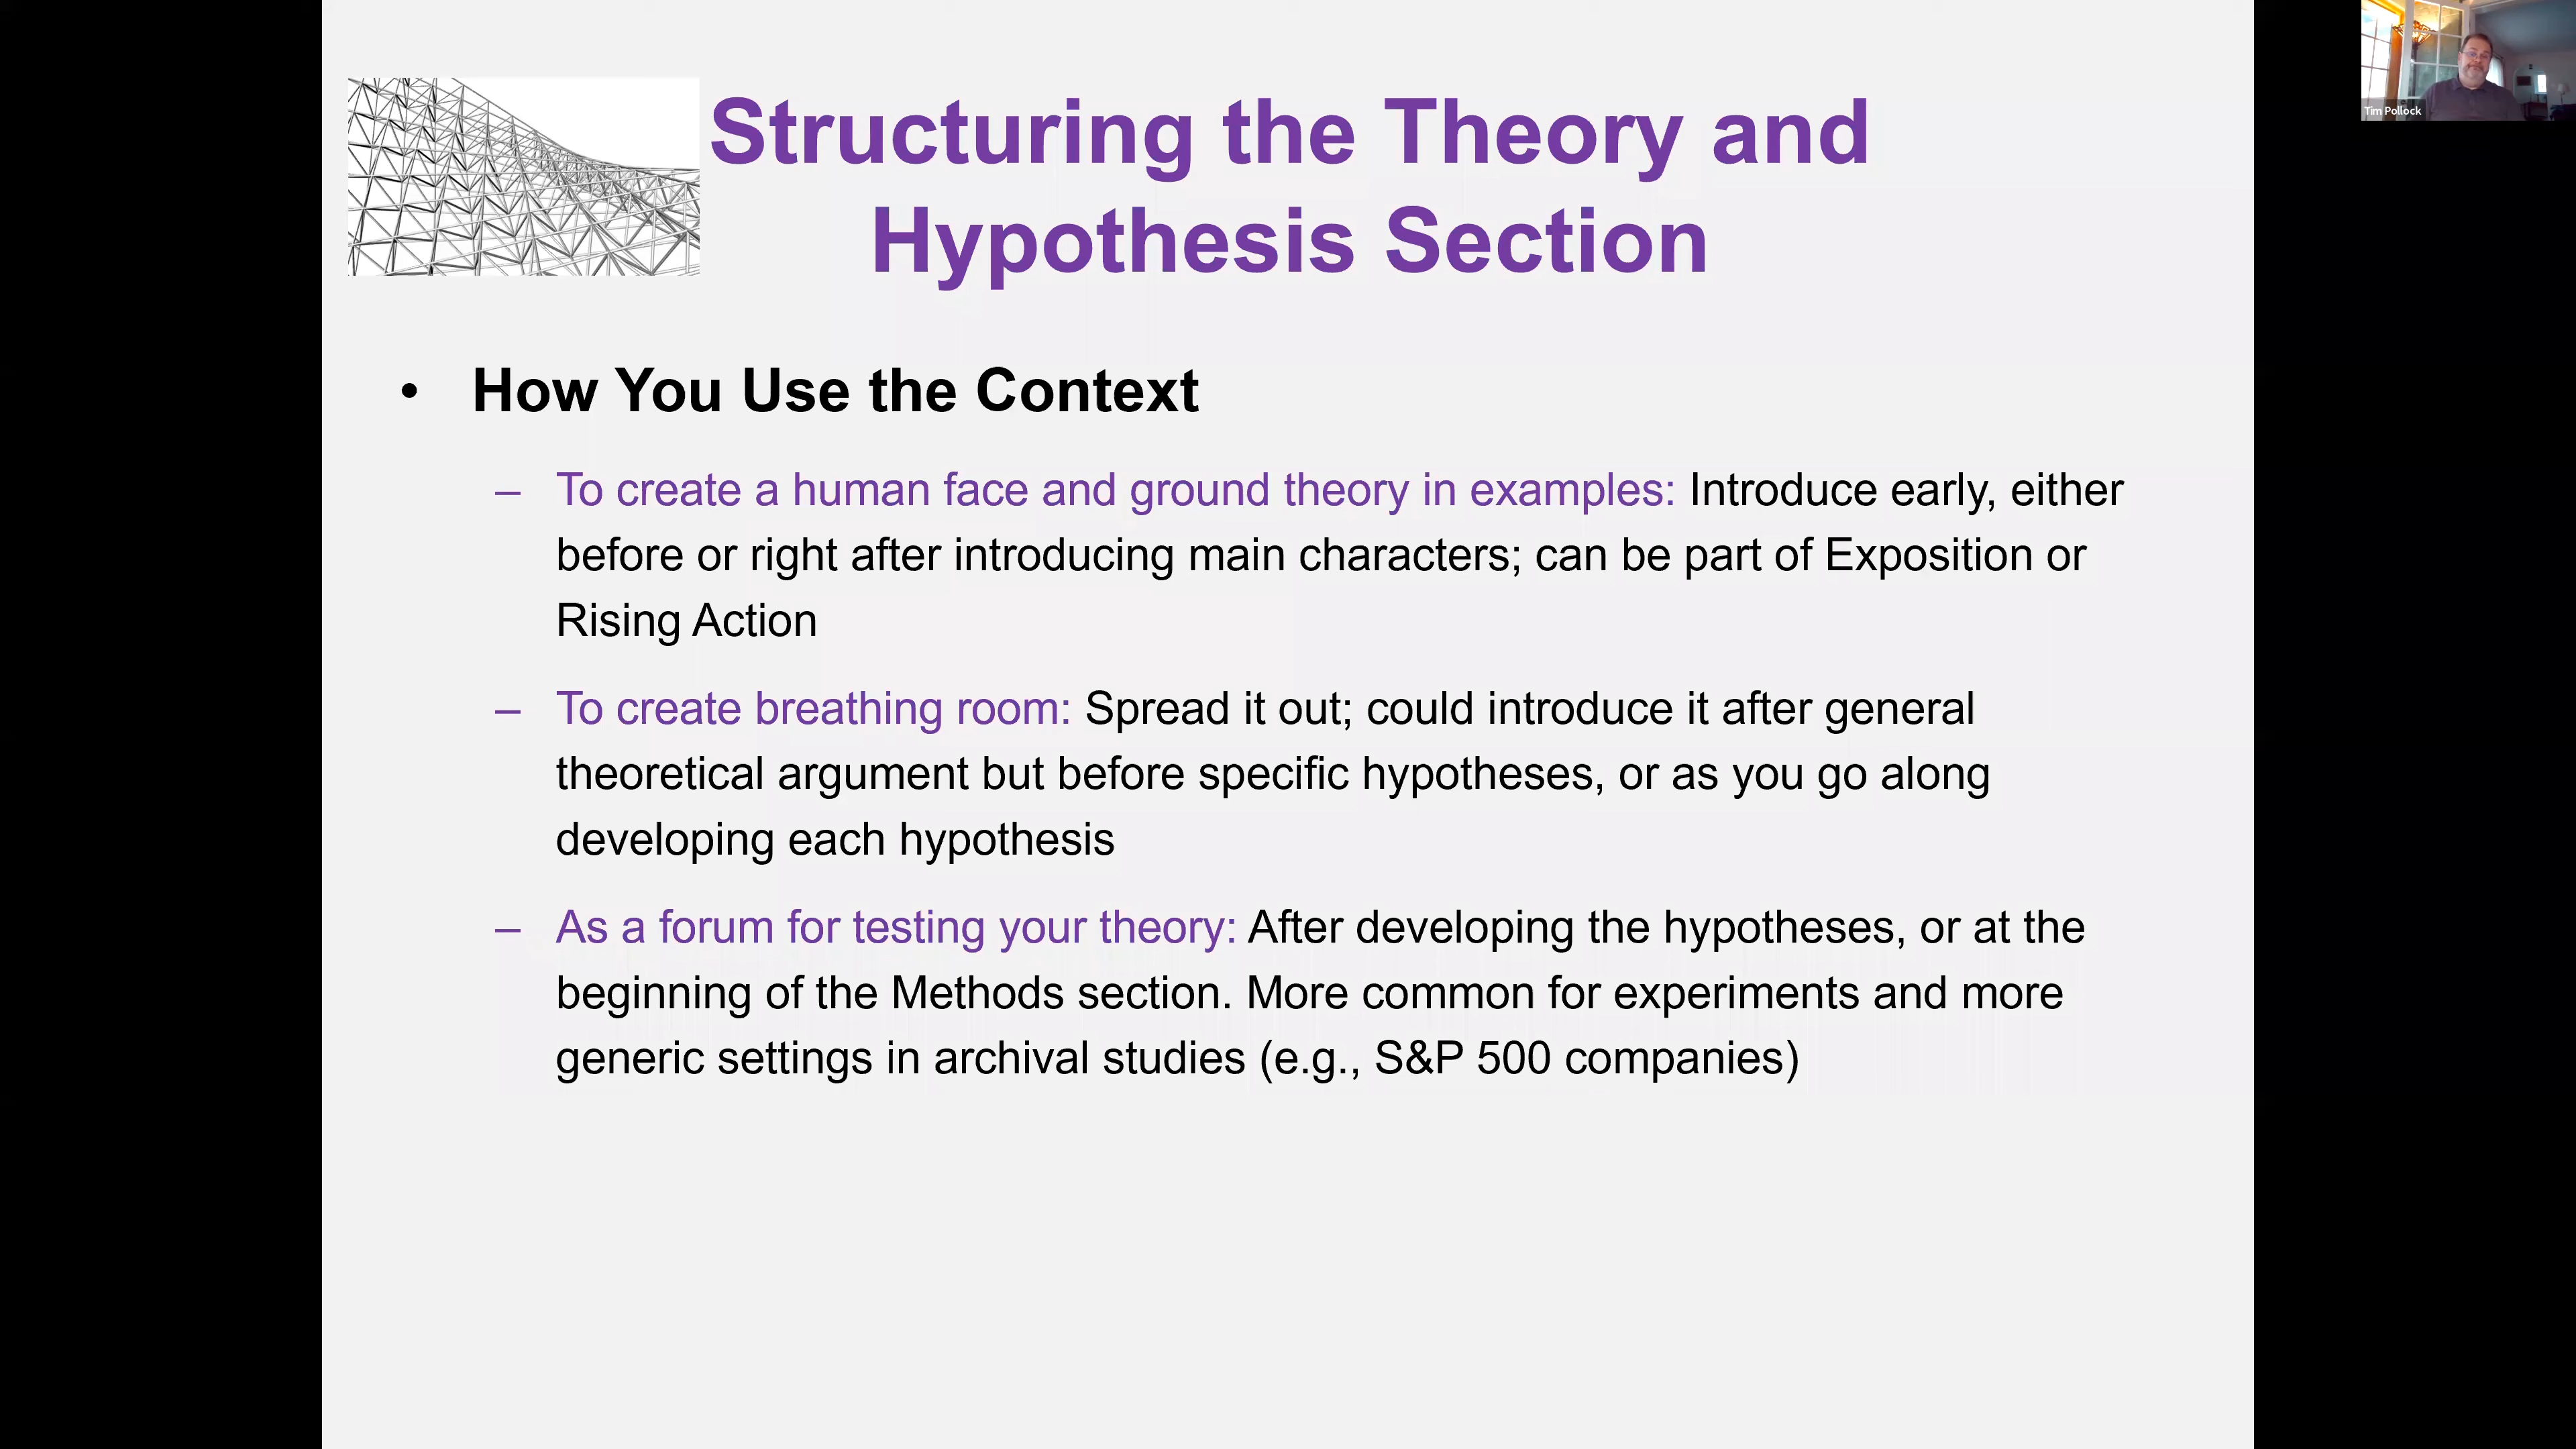 Structuring the Theory and
Hypothesis Section
• How You Use the Context
– To create a human face and ground theory in examples: Introduce early, either
before or right after introducing main characters; can be part of Exposition or
Rising Action
– To create breathing room: Spread it out; could introduce it after general
theoretical argument but before specific hypotheses, or as you go along
developing each hypothesis
– As a forum for testing your theory: After developing the hypotheses, or at the
beginning of the Methods section. More common for experiments and more
generic settings in archival studies (e.g., S&P 500 companies)
Tim Pollock